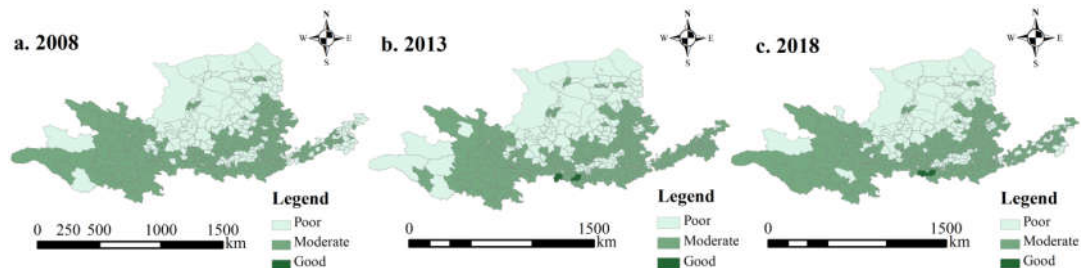 a. 2008
N
W E
S
Legend
Poor
Moderate
Good
0 250 500 1000 1500
km
b. 2013
N
W E
S
Legend
Poor
Moderate
Good
0 1500
km
c. 2018
N
W E
S
Legend
Poor
Moderate
Good
0 1500
km